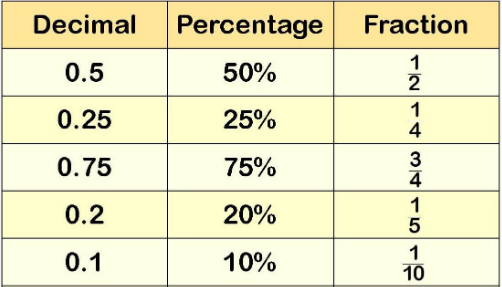 Decimal Percentage Fraction
0.5 50% 1/2
0.25 25% 1/4
0.75 75% 3/4
0.2 20% 1/5
0.1 10% 1/10